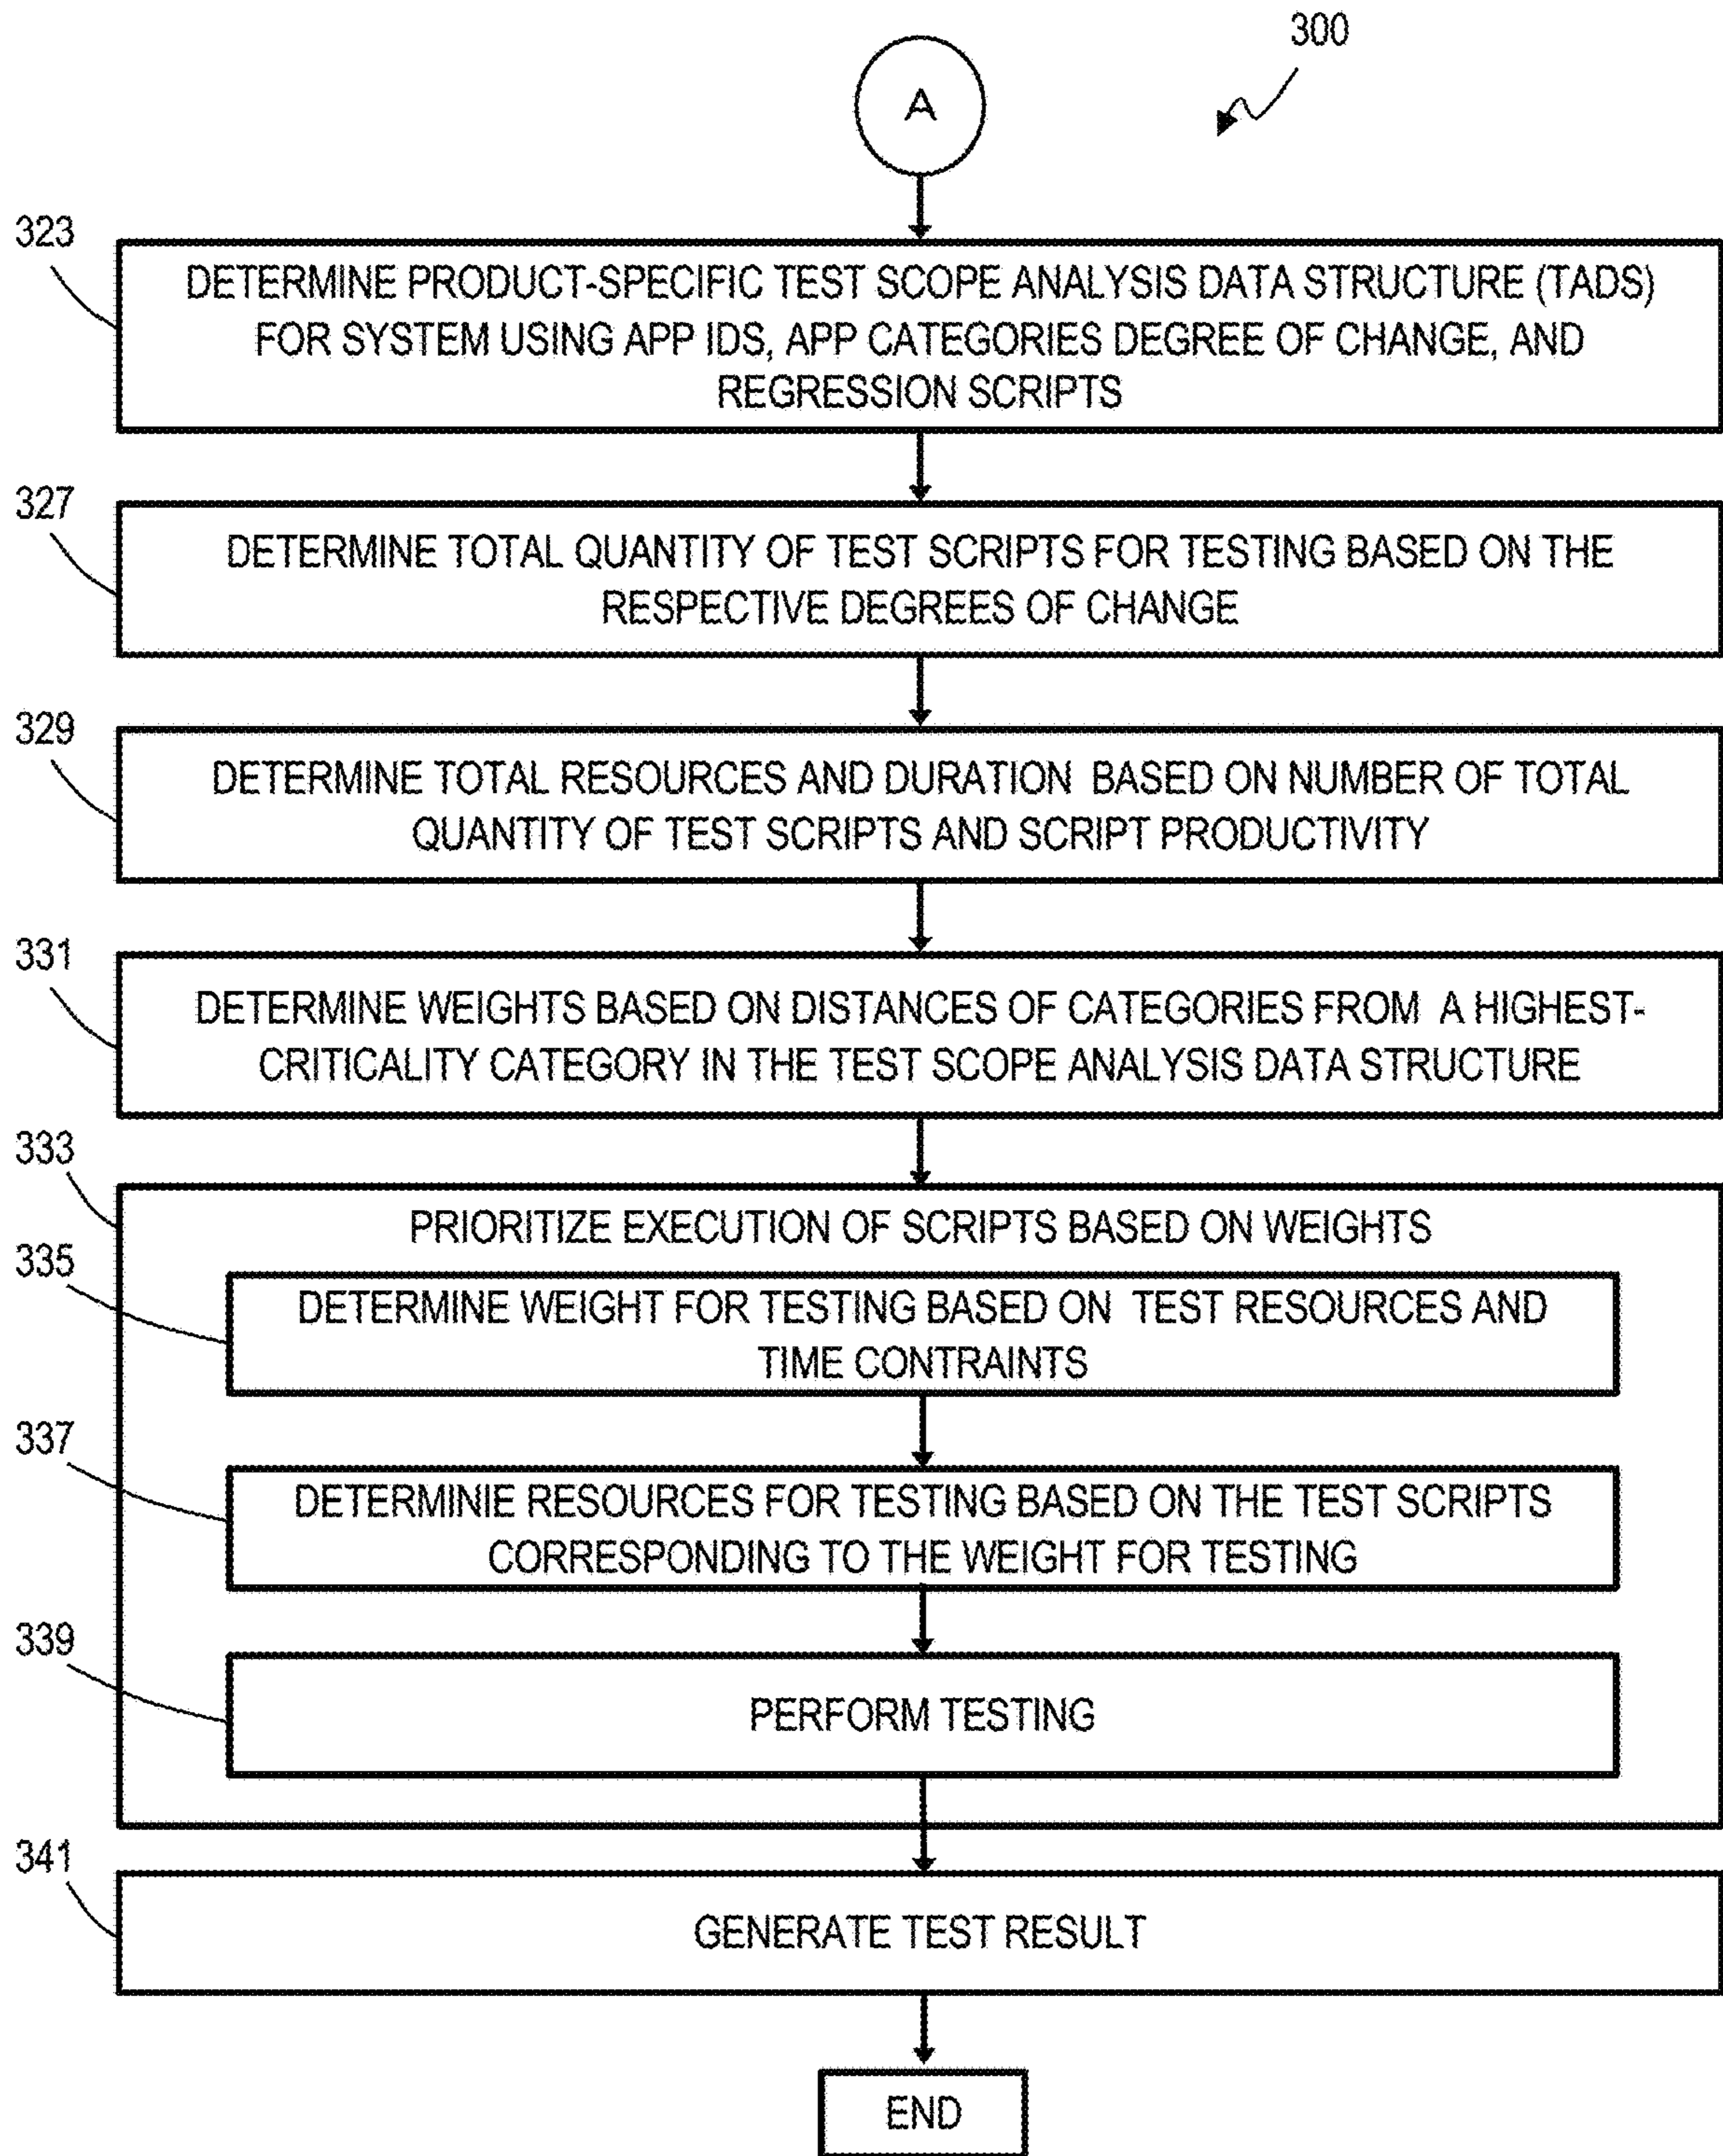 300
A
323
DETERMINE PRODUCT-SPECIFIC TEST SCOPE ANALYSIS DATA STRUCTURE (TADS)
FOR SYSTEM USING APP IDS, APP CATEGORIES DEGREE OF CHANGE, AND
REGRESSION SCRIPTS
327
DETERMINE TOTAL QUANTITY OF TEST SCRIPTS FOR TESTING BASED ON THE
RESPECTIVE DEGREES OF CHANGE
329
DETERMINE TOTAL RESOURCES AND DURATION BASED ON NUMBER OF TOTAL
QUANTITY OF TEST SCRIPTS AND SCRIPT PRODUCTIVITY
331
DETERMINE WEIGHTS BASED ON DISTANCES OF CATEGORIES FROM A HIGHEST-
CRITICALITY CATEGORY IN THE TEST SCOPE ANALYSIS DATA STRUCTURE
333
PRIORITIZE EXECUTION OF SCRIPTS BASED ON WEIGHTS
335
DETERMINE WEIGHT FOR TESTING BASED ON TEST RESOURCES AND
TIME CONTRAINTS
337
DETERMINIE RESOURCES FOR TESTING BASED ON THE TEST SCRIPTS
CORRESPONDING TO THE WEIGHT FOR TESTING
339
PERFORM TESTING
341
GENERATE TEST RESULT
END